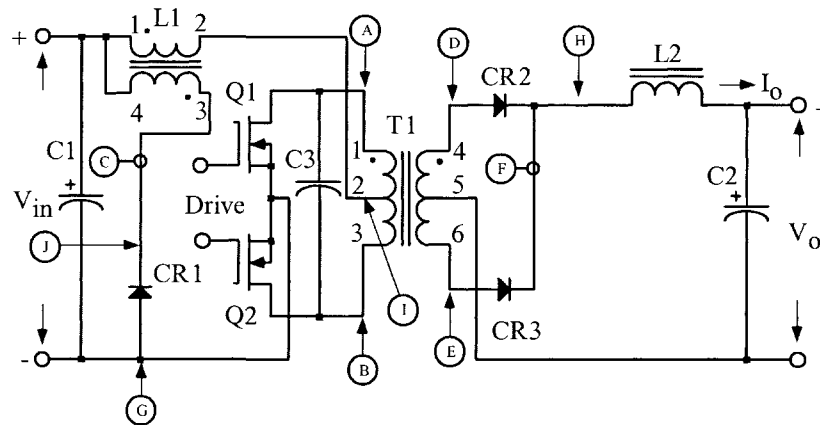 1 L1 2
A
D
H
+
CR2
L2
Io
4 3
Q1
T1
-
C1
C
C3
1
4
F
C2
+
Vin
Drive
2
5
+
J
3
6
Vo
CR1
Q2
I
CR3
-
B
E
G